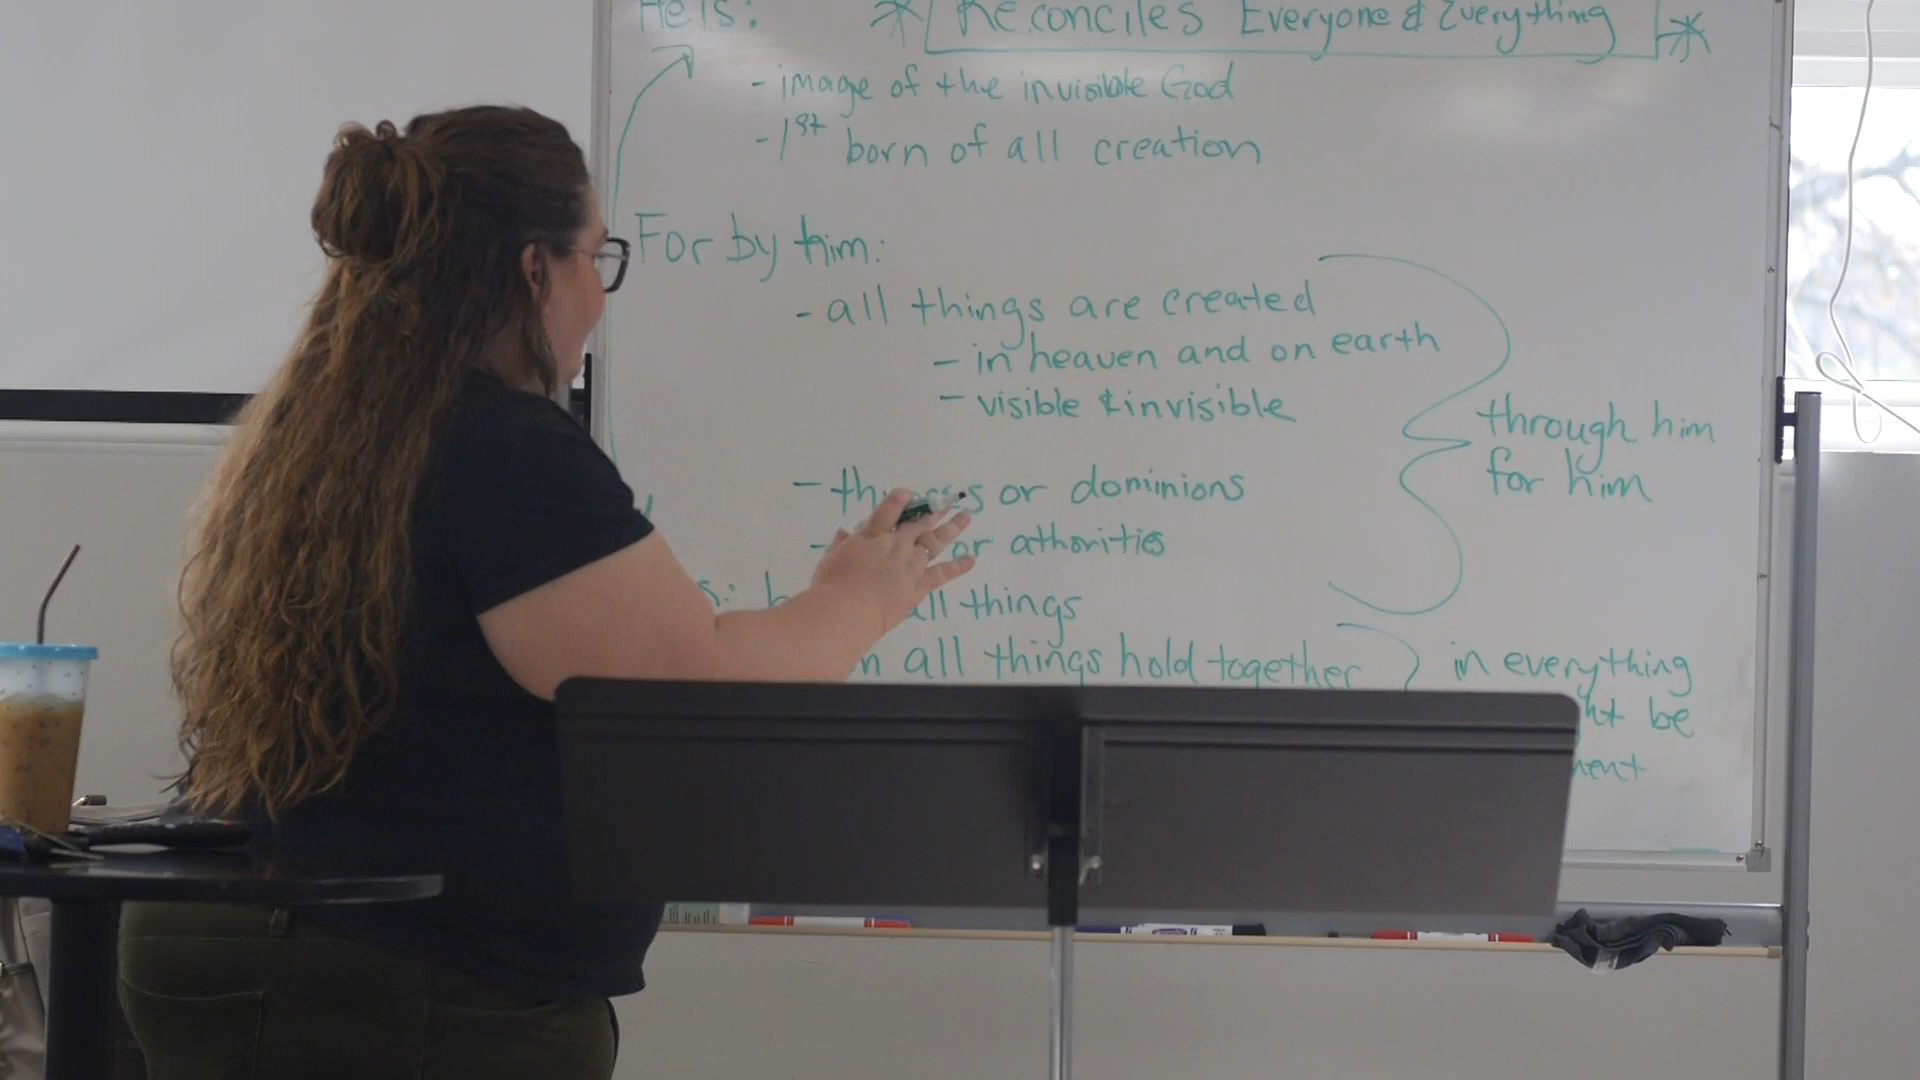 He is:
Reconciles Everyone & Everything
- image of the invisible God
- 1st born of all creation
For by him:
- all things are created
- in heaven and on earth
- visible & invisible
through him
for him
- or dominions
- or athorities
all things
all things hold together
in everything
be